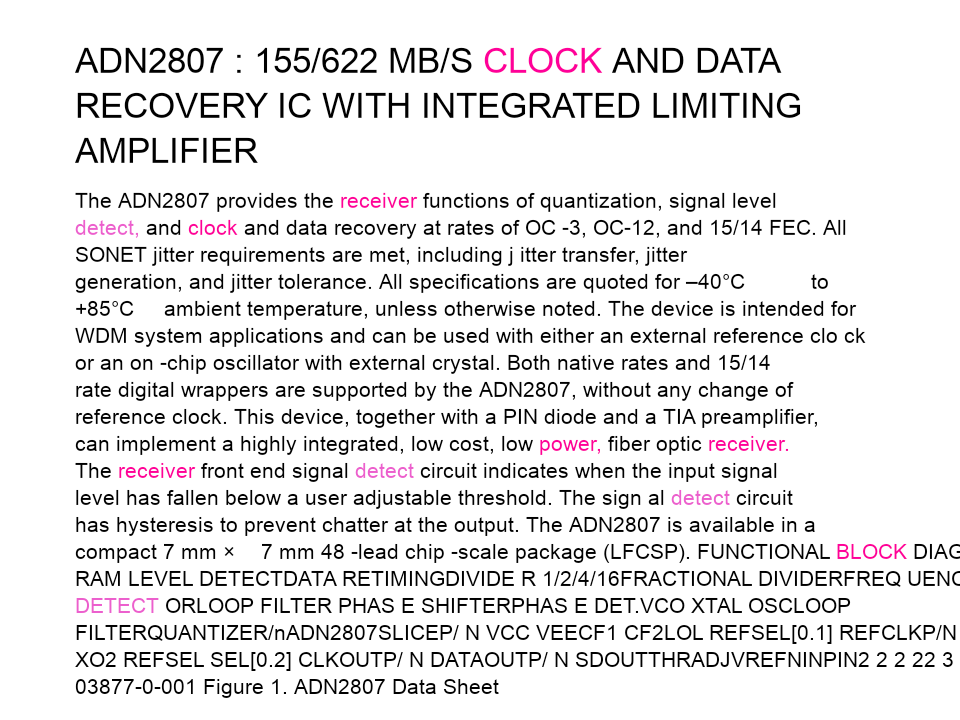 ADN2807 : 155/622 MB/S CLOCK AND DATA
RECOVERY IC WITH INTEGRATED LIMITING
AMPLIFIER
The ADN2807 provides the receiver functions of quantization, signal level
detect, and clock and data recovery at rates of OC -3, OC-12, and 15/14 FEC. All
SONET jitter requirements are met, including j itter transfer, jitter
generation, and jitter tolerance. All specifications are quoted for –40°C to
+85°C ambient temperature, unless otherwise noted. The device is intended for
WDM system applications and can be used with either an external reference clo ck
or an on -chip oscillator with external crystal. Both native rates and 15/14
rate digital wrappers are supported by the ADN2807, without any change of
reference clock. This device, together with a PIN diode and a TIA preamplifier,
can implement a highly integrated, low cost, low power, fiber optic receiver.
The receiver front end signal detect circuit indicates when the input signal
level has fallen below a user adjustable threshold. The sign al detect circuit
has hysteresis to prevent chatter at the output. The ADN2807 is available in a
compact 7 mm × 7 mm 48 -lead chip -scale package (LFCSP). FUNCTIONAL BLOCK DIAG
RAM LEVEL DETECTDATA RETIMINGDIVIDE R 1/2/4/16FRACTIONAL DIVIDERFREQ UENC
DETECT ORLOOP FILTER PHAS E SHIFTERPHAS E DET.VCO XTAL OSCLOOP
FILTERQUANTIZER/nADN2807SLICEP/ N VCC VEECF1 CF2LOL REFSEL[0.1] REFCLKP/N
XO2 REFSEL SEL[0.2] CLKOUTP/ N DATAOUTP/ N SDOUTTHRADJVREFNINPIN2 2 2 22 3
03877-0-001 Figure 1. ADN2807 Data Sheet